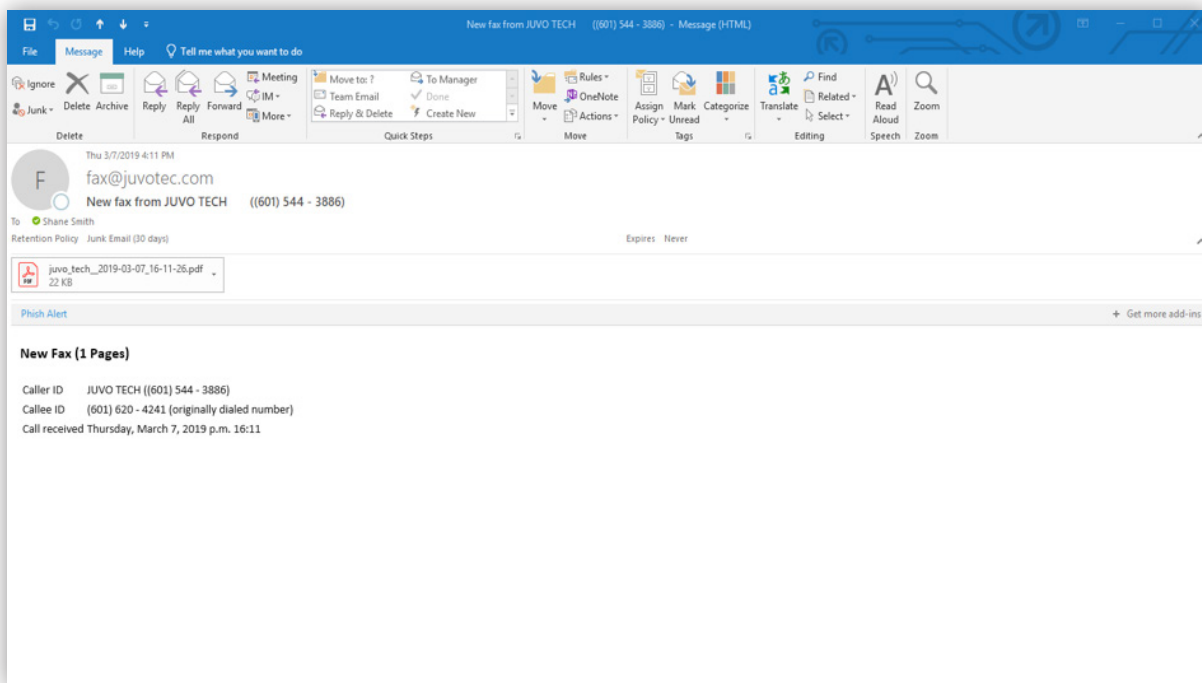 New fax from JUVO TECH ((601) 544 - 3886) - Message (HTML)
File Message Help Tell me what you want to do
Ignore
Junk
Delete
Archive
Reply
Reply All
Forward
Meeting
IM
More
Move to: ?
Team Email
Reply & Delete
To Manager
Done
Create New
Move
Rules
OneNote
Actions
Assign Policy
Mark Unread
Categorize
Translate
Find
Related
Select
Read Aloud
Zoom
Delete Respond Quick Steps Move Tags Editing Speech Zoom
Thu 3/7/2019 4:11 PM
F
fax@juvotec.com
New fax from JUVO TECH ((601) 544 - 3886)
To Shane Smith
Retention Policy Junk Email (30 days) Expires Never
PDF
juvo_tech__2019-03-07_16-11-26.pdf
22 KB
Phish Alert + Get more add-ins
New Fax (1 Pages)
Caller ID JUVO TECH ((601) 544 - 3886)
Callee ID (601) 620 - 4241 (originally dialed number)
Call received Thursday, March 7, 2019 p.m. 16:11